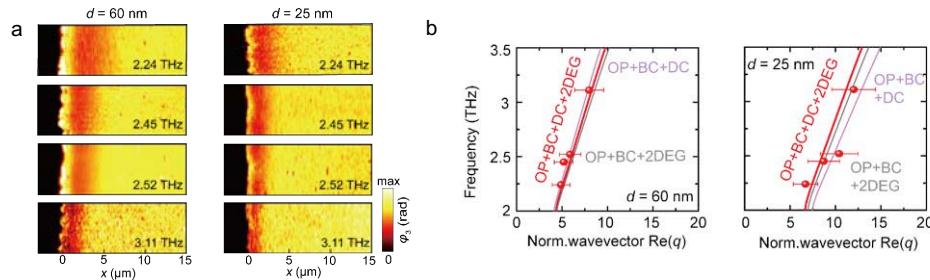 a
d = 60 nm
d = 25 nm
2.24 THz
2.24 THz
2.45 THz
2.45 THz
2.52 THz
2.52 THz
3.11 THz
3.11 THz
max
φ3 (rad)
0
0 5 10 15
x (μm)
0 5 10 15
x (μm)
b
Frequency (THz)
3.5
3
2.5
2
OP+BC+DC+2DEG
OP+BC+DC
OP+BC+2DEG
d = 60 nm
0 5 10 15 20
Norm.wavevector Re(q)
d = 25 nm
OP+BC+DC+2DEG
OP+BC
+DC
OP+BC
+2DEG
0 5 10 15 20
Norm.wavevector Re(q)